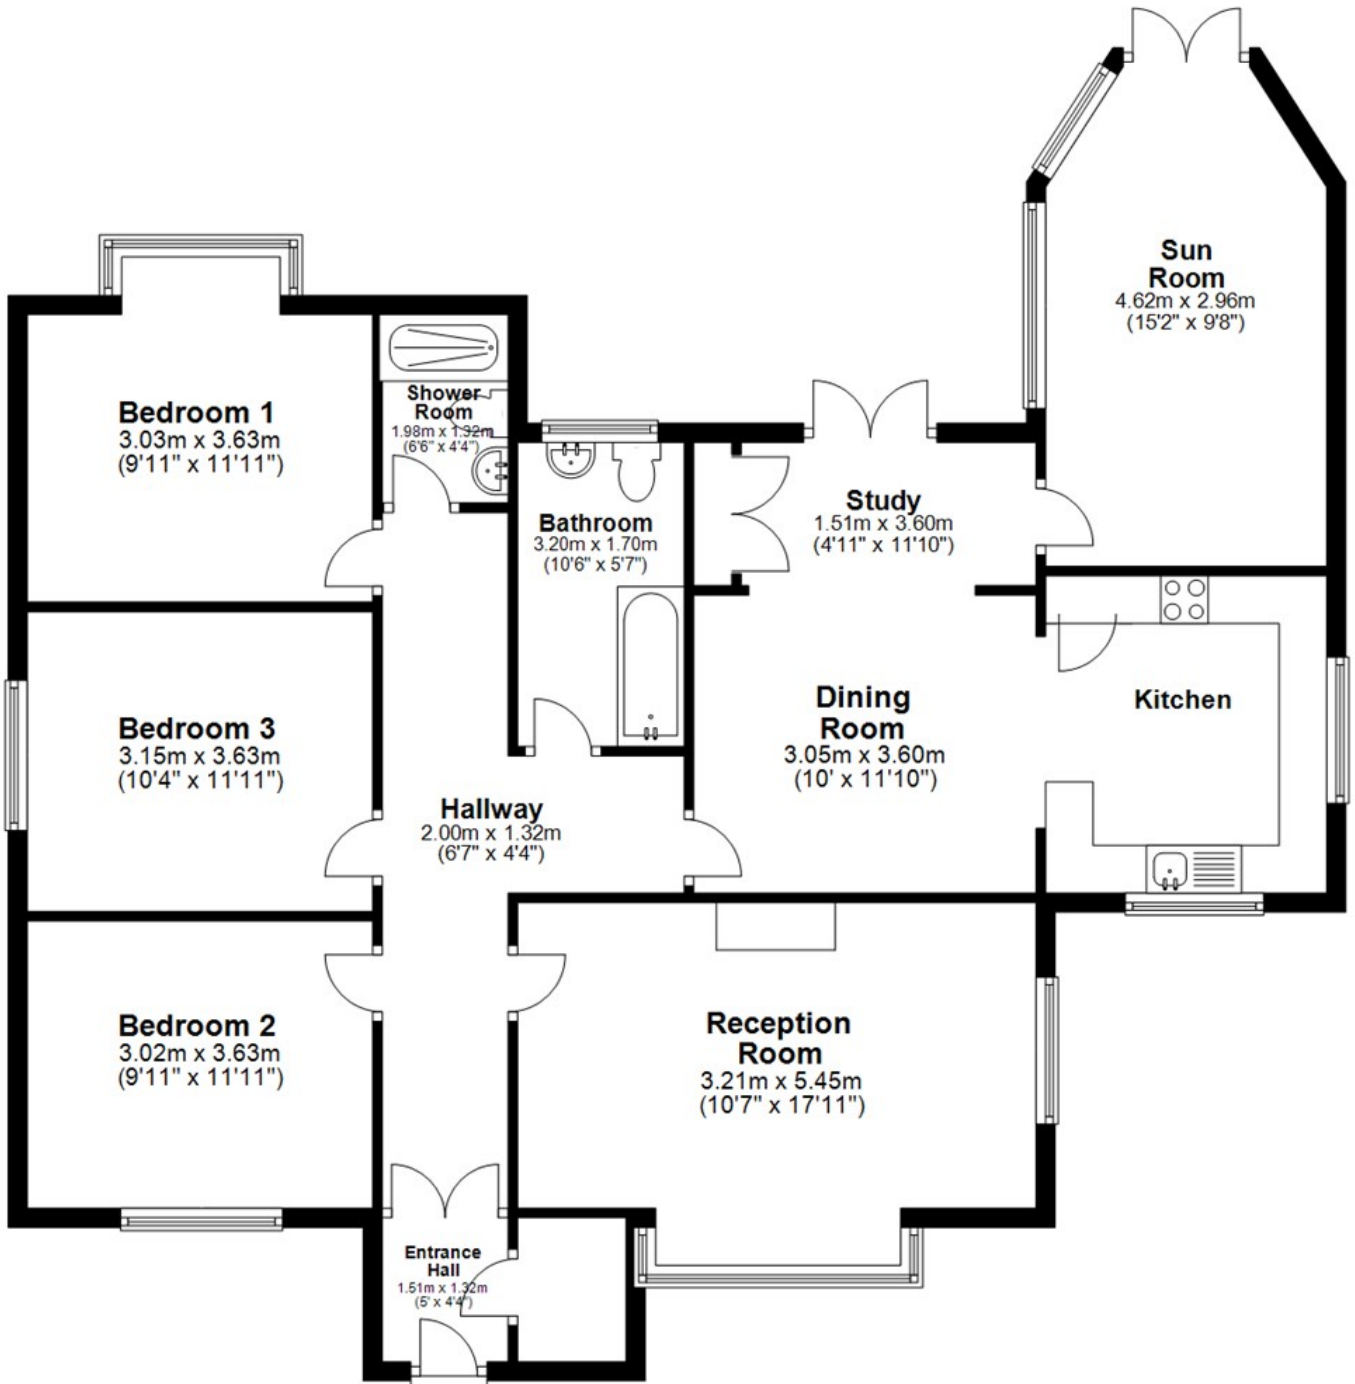 Sun
Room
4.62m x 2.96m
(15'2" x 9'8")
Bedroom 1
3.03m x 3.63m
(9'11" x 11'11")
Shower
Room
1.98m x 1.32m
(6'6" x 4'4")
Bathroom
3.20m x 1.70m
(10'6" x 5'7")
Study
1.51m x 3.60m
(4'11" x 11'10")
Bedroom 3
3.15m x 3.63m
(10'4" x 11'11")
Dining
Room
3.05m x 3.60m
(10' x 11'10")
Kitchen
Hallway
2.00m x 1.32m
(6'7" x 4'4")
Bedroom 2
3.02m x 3.63m
(9'11" x 11'11")
Reception
Room
3.21m x 5.45m
(10'7" x 17'11")
Entrance
Hall
1.51m x 1.32m
(5' x 4'4")